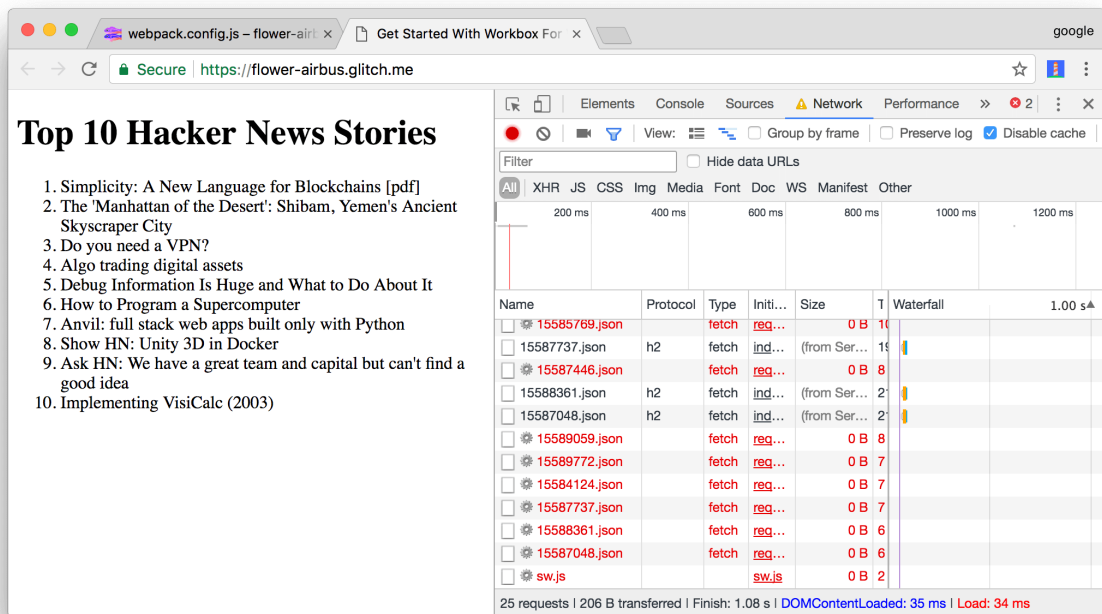 webpack.config.js – flower-airb
Get Started With Workbox For
google
Secure
https://flower-airbus.glitch.me
Top 10 Hacker News Stories
1. Simplicity: A New Language for Blockchains [pdf]
2. The 'Manhattan of the Desert': Shibam, Yemen's Ancient
Skyscraper City
3. Do you need a VPN?
4. Algo trading digital assets
5. Debug Information Is Huge and What to Do About It
6. How to Program a Supercomputer
7. Anvil: full stack web apps built only with Python
8. Show HN: Unity 3D in Docker
9. Ask HN: We have a great team and capital but can't find a
good idea
10. Implementing VisiCalc (2003)
Elements Console Sources Network Performance » 2
View: Group by frame Preserve log Disable cache
Filter Hide data URLs
All XHR JS CSS Img Media Font Doc WS Manifest Other
200 ms 400 ms 600 ms 800 ms 1000 ms 1200 ms
Name Protocol Type Initi… Size T Waterfall 1.00 s
15585769.json fetch req… 0 B 10
15587737.json h2 fetch ind… (from Ser… 19
15587446.json fetch req… 0 B 8
15588361.json h2 fetch ind… (from Ser… 21
15587048.json h2 fetch ind… (from Ser… 21
15589059.json fetch req… 0 B 8
15589772.json fetch req… 0 B 7
15584124.json fetch req… 0 B 7
15587737.json fetch req… 0 B 7
15588361.json fetch req… 0 B 6
15587048.json fetch req… 0 B 6
sw.js sw.js 0 B 2
25 requests | 206 B transferred | Finish: 1.08 s | DOMContentLoaded: 35 ms | Load: 34 ms